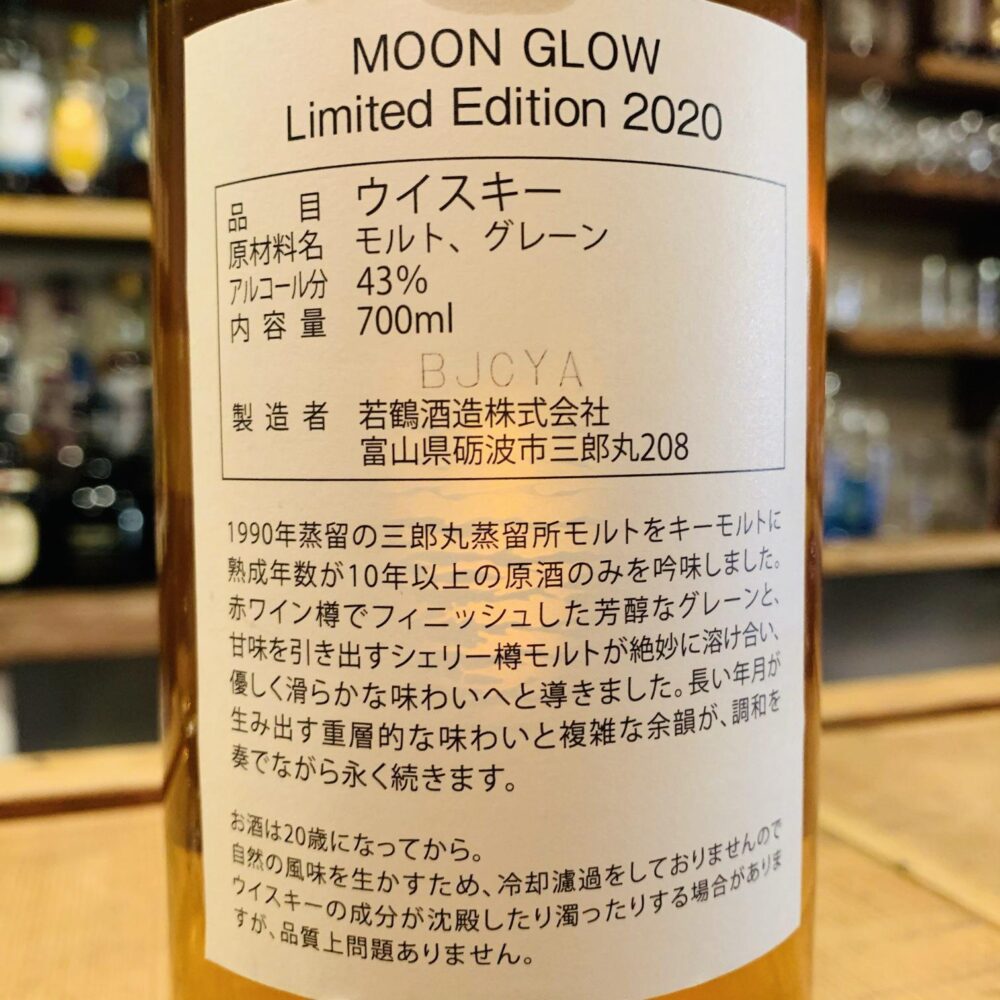 MOON GLOW
Limited Edition 2020
品目 ウイスキー
原材料名 モルト、グレーン
アルコール分 43%
内容量 700ml
BJCYA
製造者 若鶴酒造株式会社
富山県砺波市三郎丸208
1990年蒸留の三郎丸蒸留所モルトをキーモルトに
熟成年数が10年以上の原酒のみを吟味しました。
赤ワイン樽でフィニッシュした芳醇なグレーンと、
甘味を引き出すシェリー樽モルトが絶妙に溶け合い、
優しく滑らかな味わいへと導きました。長い年月が
生み出す重層的な味わいと複雑な余韻が、調和を
奏でながら永く続きます。
お酒は20歳になってから。
自然の風味を生かすため、冷却濾過をしておりませんので
ウイスキーの成分が沈殿したり濁ったりする場合がありま
すが、品質上問題ありません。